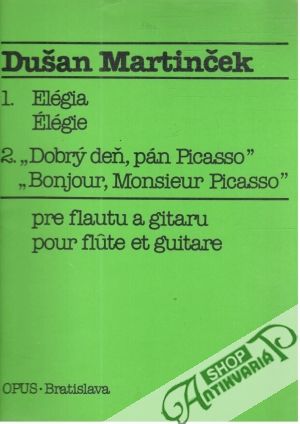 Dušan Martinček
1. Elégia
Élégie
2. „Dobrý deň, pán Picasso”
„Bonjour, Monsieur Picasso”
pre flautu a gitaru
pour flûte et guitare
OPUS · Bratislava
SHOP
Antikvariát